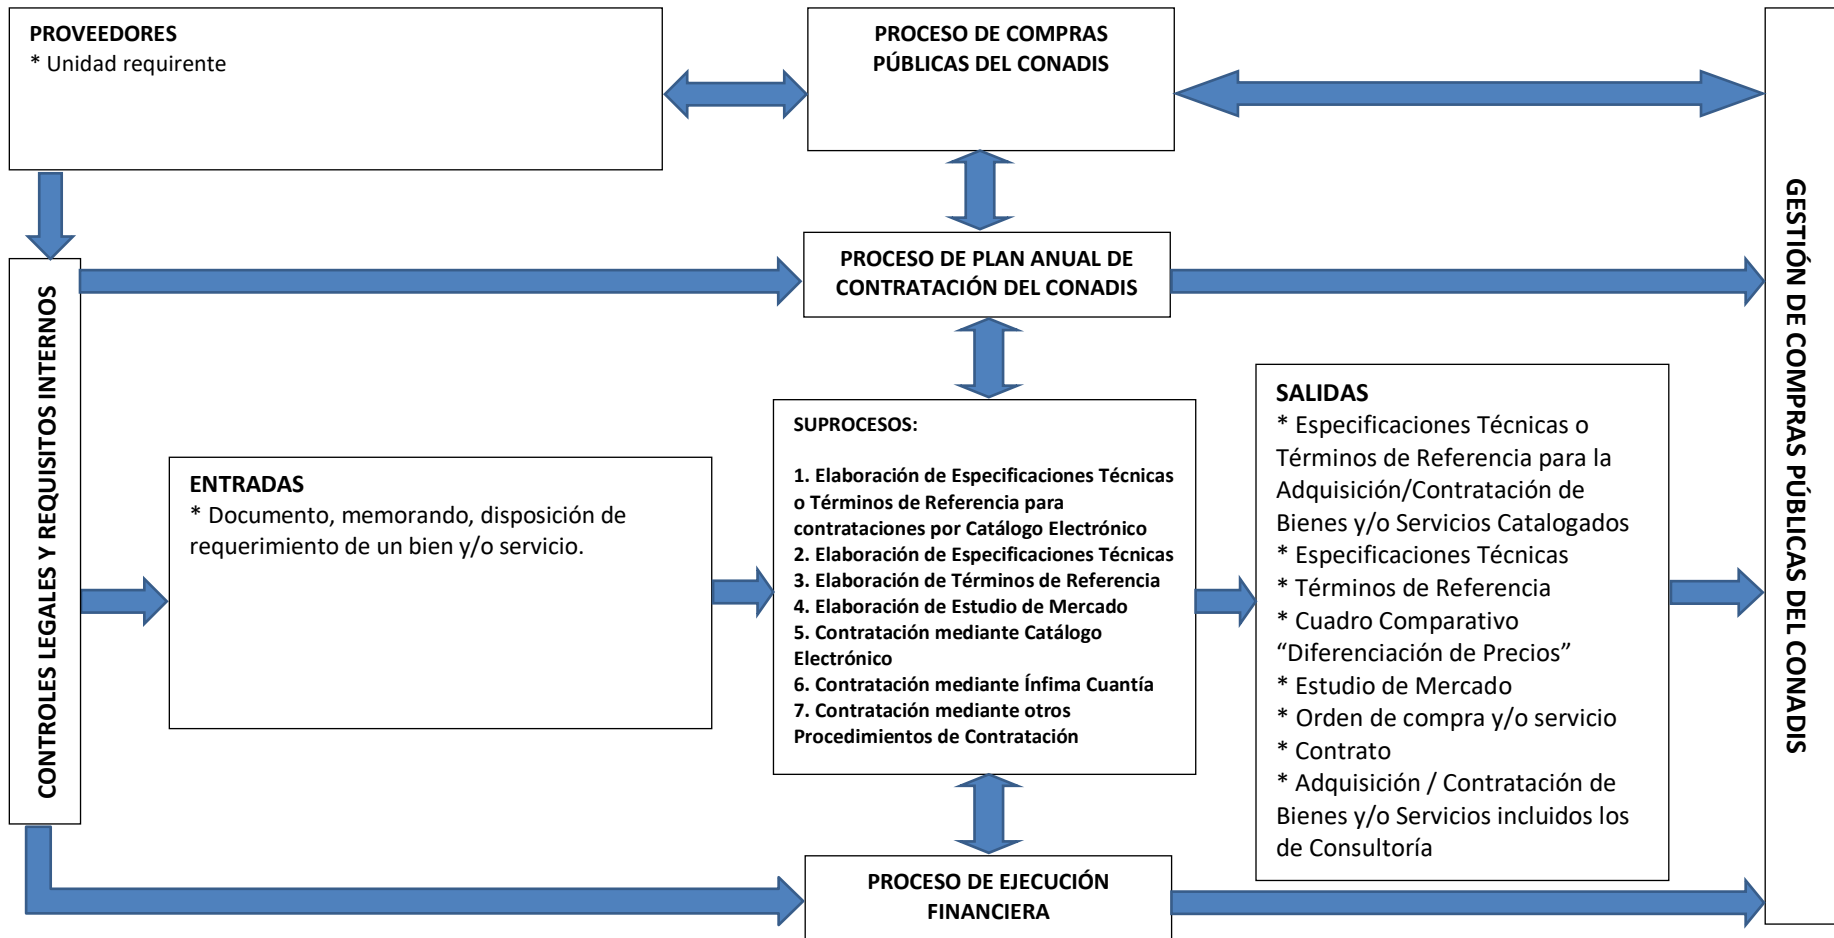 PROVEEDORES
* Unidad requirente
PROCESO DE COMPRAS
PÚBLICAS DEL CONADIS
PROCESO DE PLAN ANUAL DE
CONTRATACIÓN DEL CONADIS
CONTROLES LEGALES Y REQUISITOS INTERNOS
ENTRADAS
* Documento, memorando, disposición de
requerimiento de un bien y/o servicio.
SUPROCESOS:
1. Elaboración de Especificaciones Técnicas
o Términos de Referencia para
contrataciones por Catálogo Electrónico
2. Elaboración de Especificaciones Técnicas
3. Elaboración de Términos de Referencia
4. Elaboración de Estudio de Mercado
5. Contratación mediante Catálogo
Electrónico
6. Contratación mediante Ínfima Cuantía
7. Contratación mediante otros
Procedimientos de Contratación
SALIDAS
* Especificaciones Técnicas o
Términos de Referencia para la
Adquisición/Contratación de
Bienes y/o Servicios Catalogados
* Especificaciones Técnicas
* Términos de Referencia
* Cuadro Comparativo
“Diferenciación de Precios”
* Estudio de Mercado
* Orden de compra y/o servicio
* Contrato
* Adquisición / Contratación de
Bienes y/o Servicios incluidos los
de Consultoría
PROCESO DE EJECUCIÓN
FINANCIERA
GESTIÓN DE COMPRAS PÚBLICAS DEL CONADIS